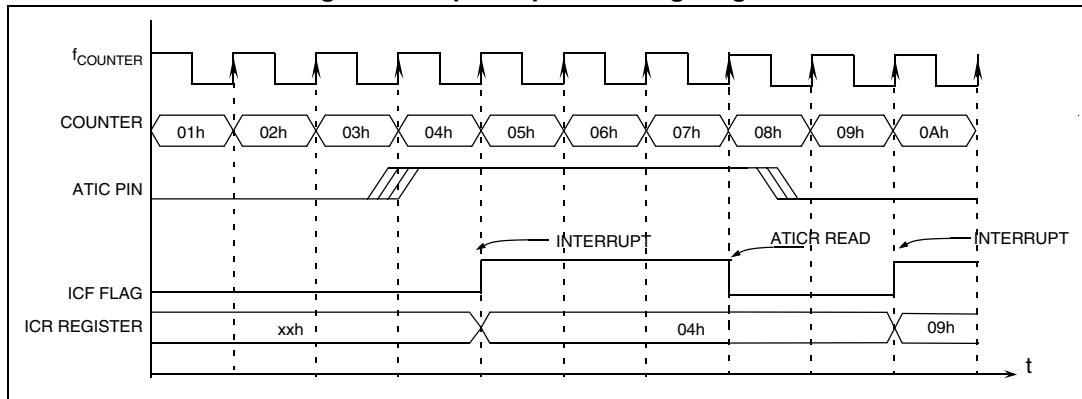 fCOUNTER
COUNTER
01h 02h 03h 04h 05h 06h 07h 08h 09h 0Ah
ATIC PIN
INTERRUPT ATICR READ INTERRUPT
ICF FLAG
ICR REGISTER
xxh 04h 09h
t